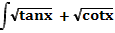 ∫√tanx + √cotx